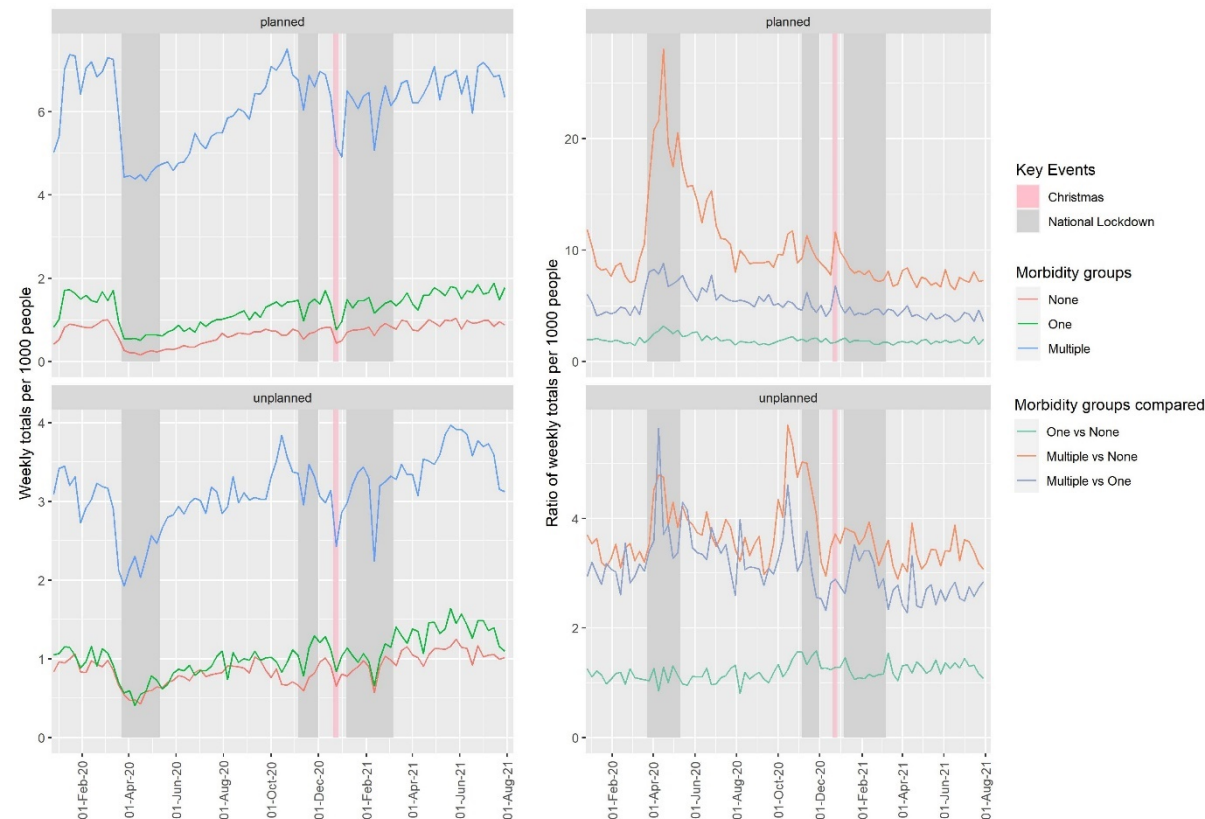 planned
6
4
2
0
unplanned
4
3
2
1
0
Weekly totals per 1000 people
01-Feb-20
01-Apr-20
01-Jun-20
01-Aug-20
01-Oct-20
01-Dec-20
01-Feb-21
01-Apr-21
01-Jun-21
01-Aug-21
planned
20
10
0
unplanned
4
2
0
Ratio of weekly totals per 1000 people
01-Feb-20
01-Apr-20
01-Jun-20
01-Aug-20
01-Oct-20
01-Dec-20
01-Feb-21
01-Apr-21
01-Jun-21
01-Aug-21
Key Events
Christmas
National Lockdown
Morbidity groups
None
One
Multiple
Morbidity groups compared
One vs None
Multiple vs None
Multiple vs One